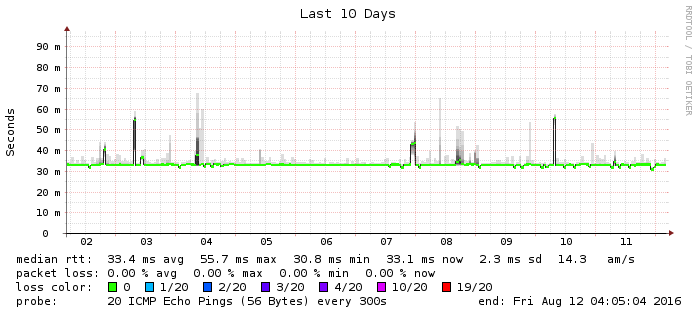 Last 10 Days
RRDTOOL / TOBI OETIKER
Seconds
90 m
80 m
70 m
60 m
50 m
40 m
30 m
20 m
10 m
0
02 03 04 05 06 07 08 09 10 11
median rtt: 33.4 ms avg 55.7 ms max 30.8 ms min 33.1 ms now 2.3 ms sd 14.3 am/s
packet loss: 0.00 % avg 0.00 % max 0.00 % min 0.00 % now
loss color: 0 1/20 2/20 3/20 4/20 10/20 19/20
probe: 20 ICMP Echo Pings (56 Bytes) every 300s end: Fri Aug 12 04:05:04 2016